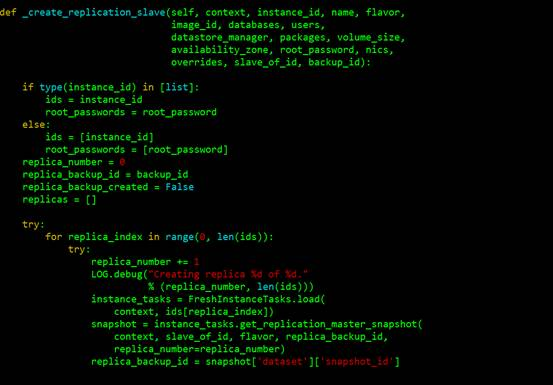 def _create_replication_slave(self, context, instance_id, name, flavor,
                              image_id, databases, users,
                              datastore_manager, packages, volume_size,
                              availability_zone, root_password, nics,
                              overrides, slave_of_id, backup_id):

    if type(instance_id) in [list]:
        ids = instance_id
        root_passwords = root_password
    else:
        ids = [instance_id]
        root_passwords = [root_password]
    replica_number = 0
    replica_backup_id = backup_id
    replica_backup_created = False
    replicas = []

    try:
        for replica_index in range(0, len(ids)):
            try:
                replica_number += 1
                LOG.debug("Creating replica %d of %d."
                          % (replica_number, len(ids)))
                instance_tasks = FreshInstanceTasks.load(
                    context, ids[replica_index])
                snapshot = instance_tasks.get_replication_master_snapshot(
                    context, slave_of_id, flavor, replica_backup_id,
                    replica_number=replica_number)
                replica_backup_id = snapshot['dataset']['snapshot_id']